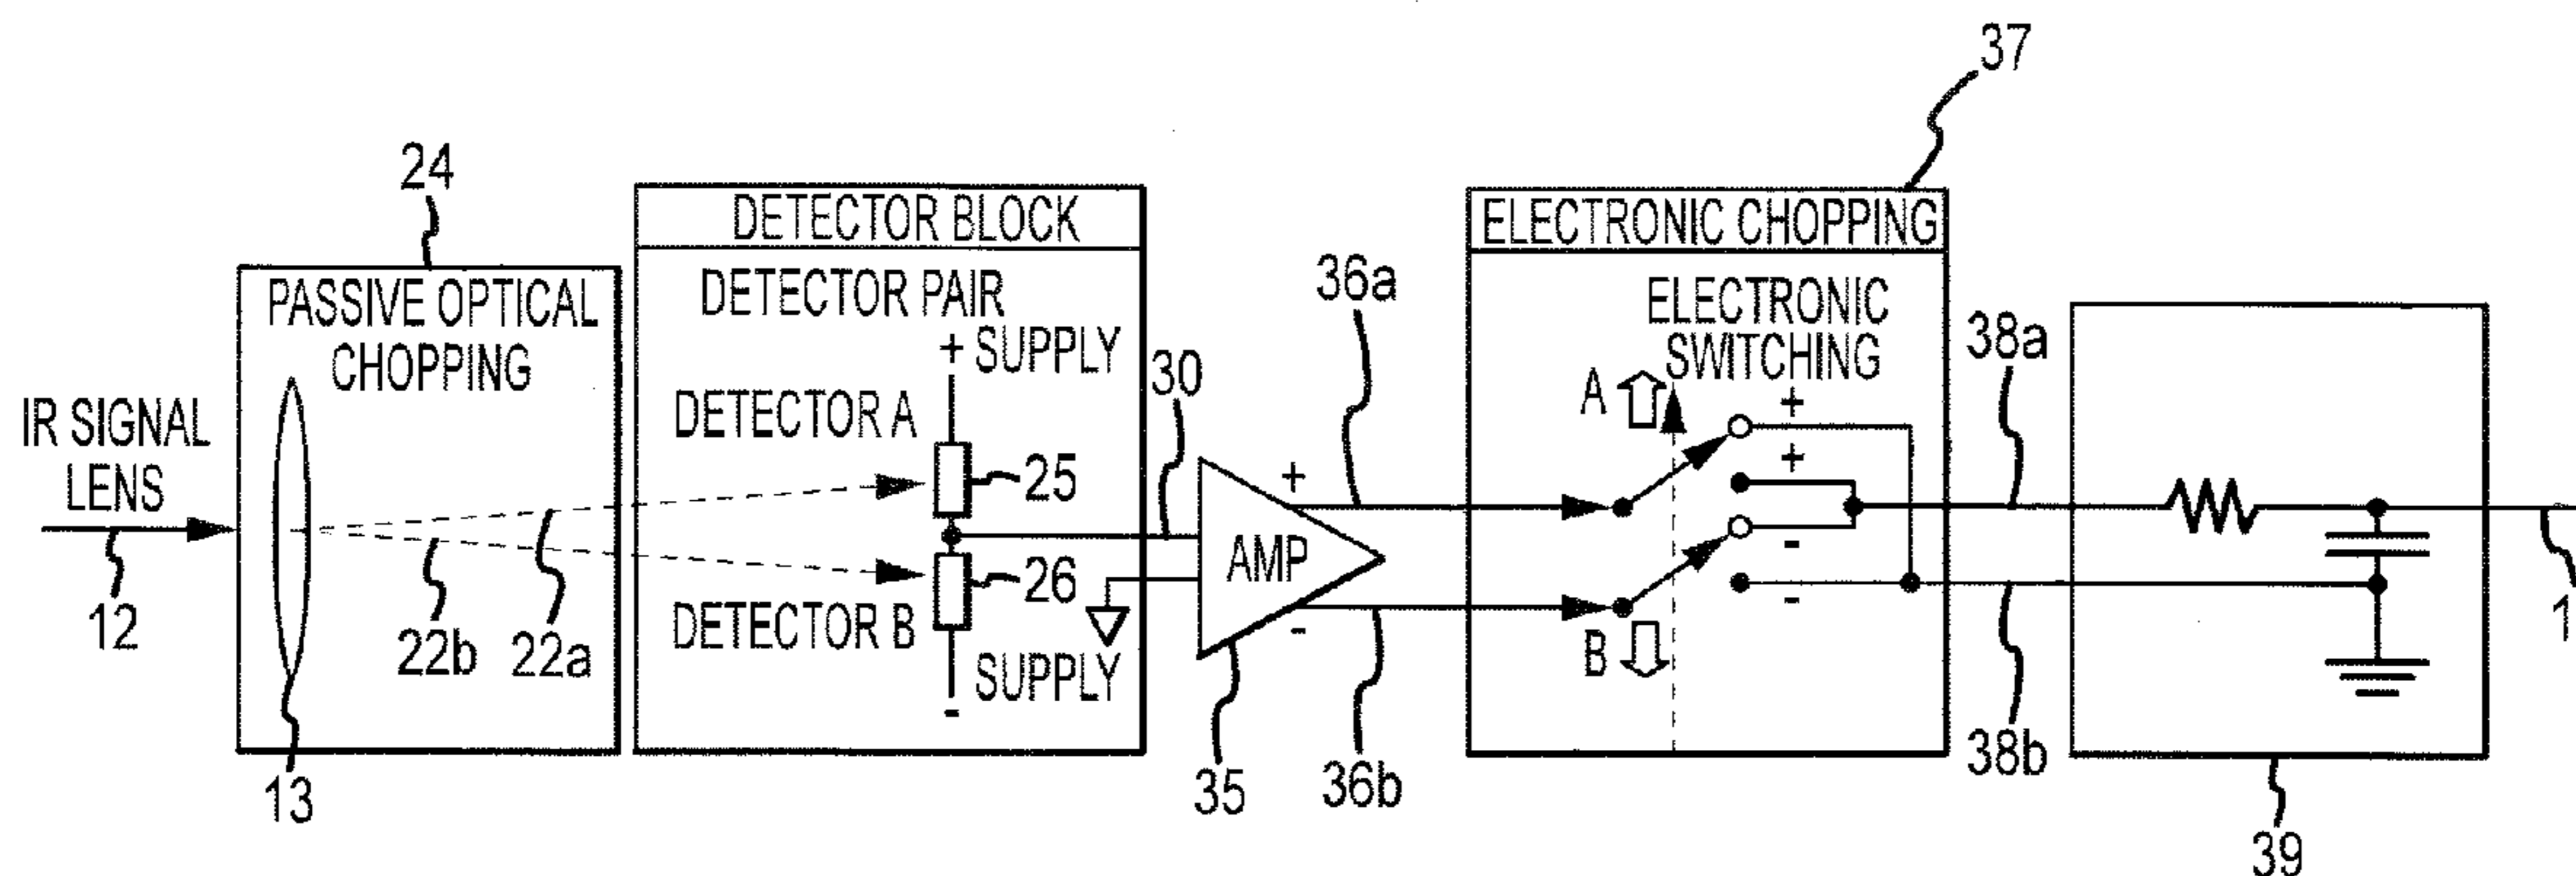 37
24
DETECTOR BLOCK
ELECTRONIC CHOPPING
PASSIVE OPTICAL
CHOPPING
DETECTOR PAIR
+ SUPPLY
36a
ELECTRONIC
SWITCHING
38a
30
IR SIGNAL
LENS
DETECTOR A
A
+
+
25
+
AMP
-
26
-
12
22b
22a
DETECTOR B
SUPPLY
-
-
B
1
13
35
36b
38b
39